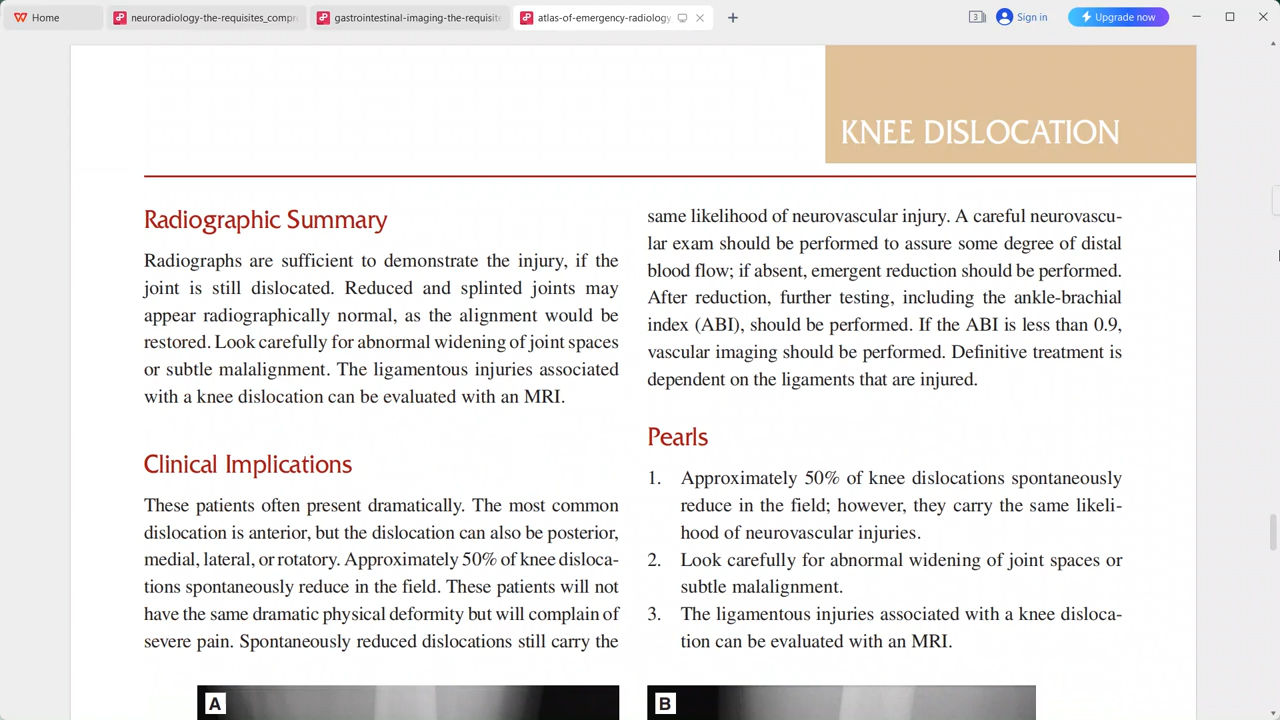 Home
neuroradiology-the-requisites_compr
gastrointestinal-imaging-the-requisite
atlas-of-emergency-radiology
3
Sign in
Upgrade now
KNEE DISLOCATION
Radiographic Summary
Radiographs are sufficient to demonstrate the injury, if the
joint is still dislocated. Reduced and splinted joints may
appear radiographically normal, as the alignment would be
restored. Look carefully for abnormal widening of joint spaces
or subtle malalignment. The ligamentous injuries associated
with a knee dislocation can be evaluated with an MRI.
Clinical Implications
These patients often present dramatically. The most common
dislocation is anterior, but the dislocation can also be posterior,
medial, lateral, or rotatory. Approximately 50% of knee disloca-
tions spontaneously reduce in the field. These patients will not
have the same dramatic physical deformity but will complain of
severe pain. Spontaneously reduced dislocations still carry the
same likelihood of neurovascular injury. A careful neurovascu-
lar exam should be performed to assure some degree of distal
blood flow; if absent, emergent reduction should be performed.
After reduction, further testing, including the ankle-brachial
index (ABI), should be performed. If the ABI is less than 0.9,
vascular imaging should be performed. Definitive treatment is
dependent on the ligaments that are injured.
Pearls
1. Approximately 50% of knee dislocations spontaneously
reduce in the field; however, they carry the same likeli-
hood of neurovascular injuries.
2. Look carefully for abnormal widening of joint spaces or
subtle malalignment.
3. The ligamentous injuries associated with a knee disloca-
tion can be evaluated with an MRI.
A
B